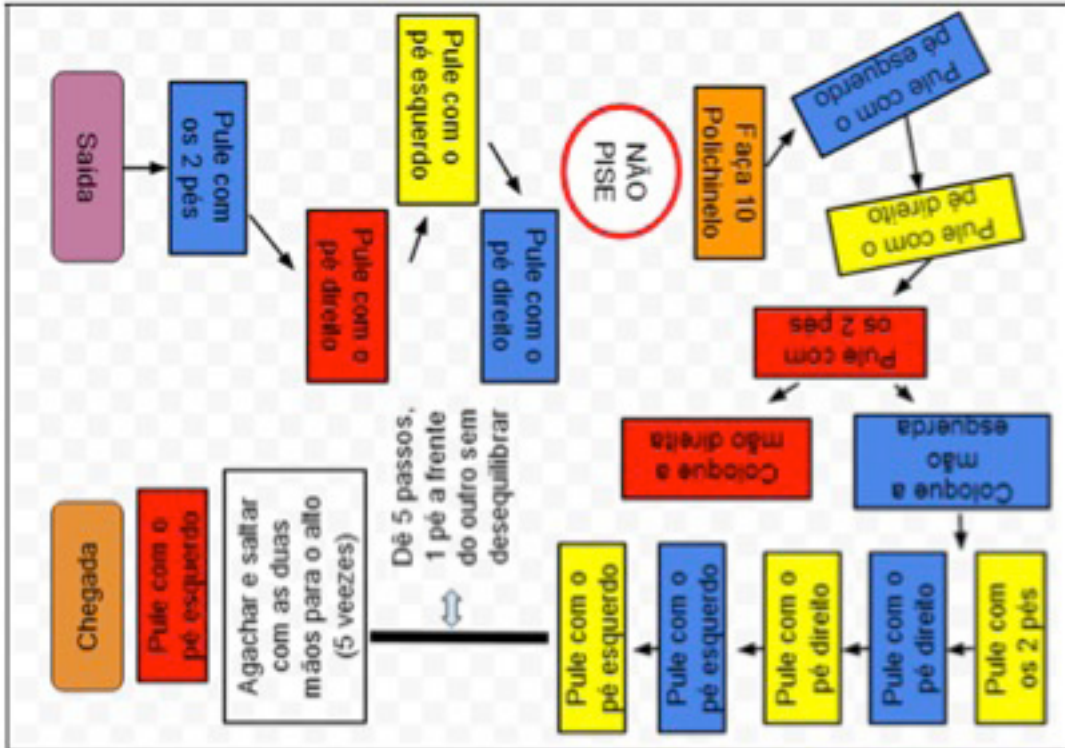 Saída
Pule com
os 2 pés
Pule com o
pé direito
Pule com o
pé esquerdo
Pule com o
pé direito
NÃO
PISE
Faça 10
Polichinelo
Pule com o
pé esquerdo
Pule com o
pé direito
Pule com
os 2 pés
Coloque a
mão direita
Coloque a
mão
esquerda
Pule com
os 2 pés
Pule com o
pé direito
Pule com o
pé direito
Pule com o
pé esquerdo
Pule com o
pé esquerdo
Dê 5 passos,
1 pé a frente
do outro sem
desequilibrar
Agachar e saltar
com as duas
mãos para o alto
(5 veezes)
Pule com o
pé esquerdo
Chegada